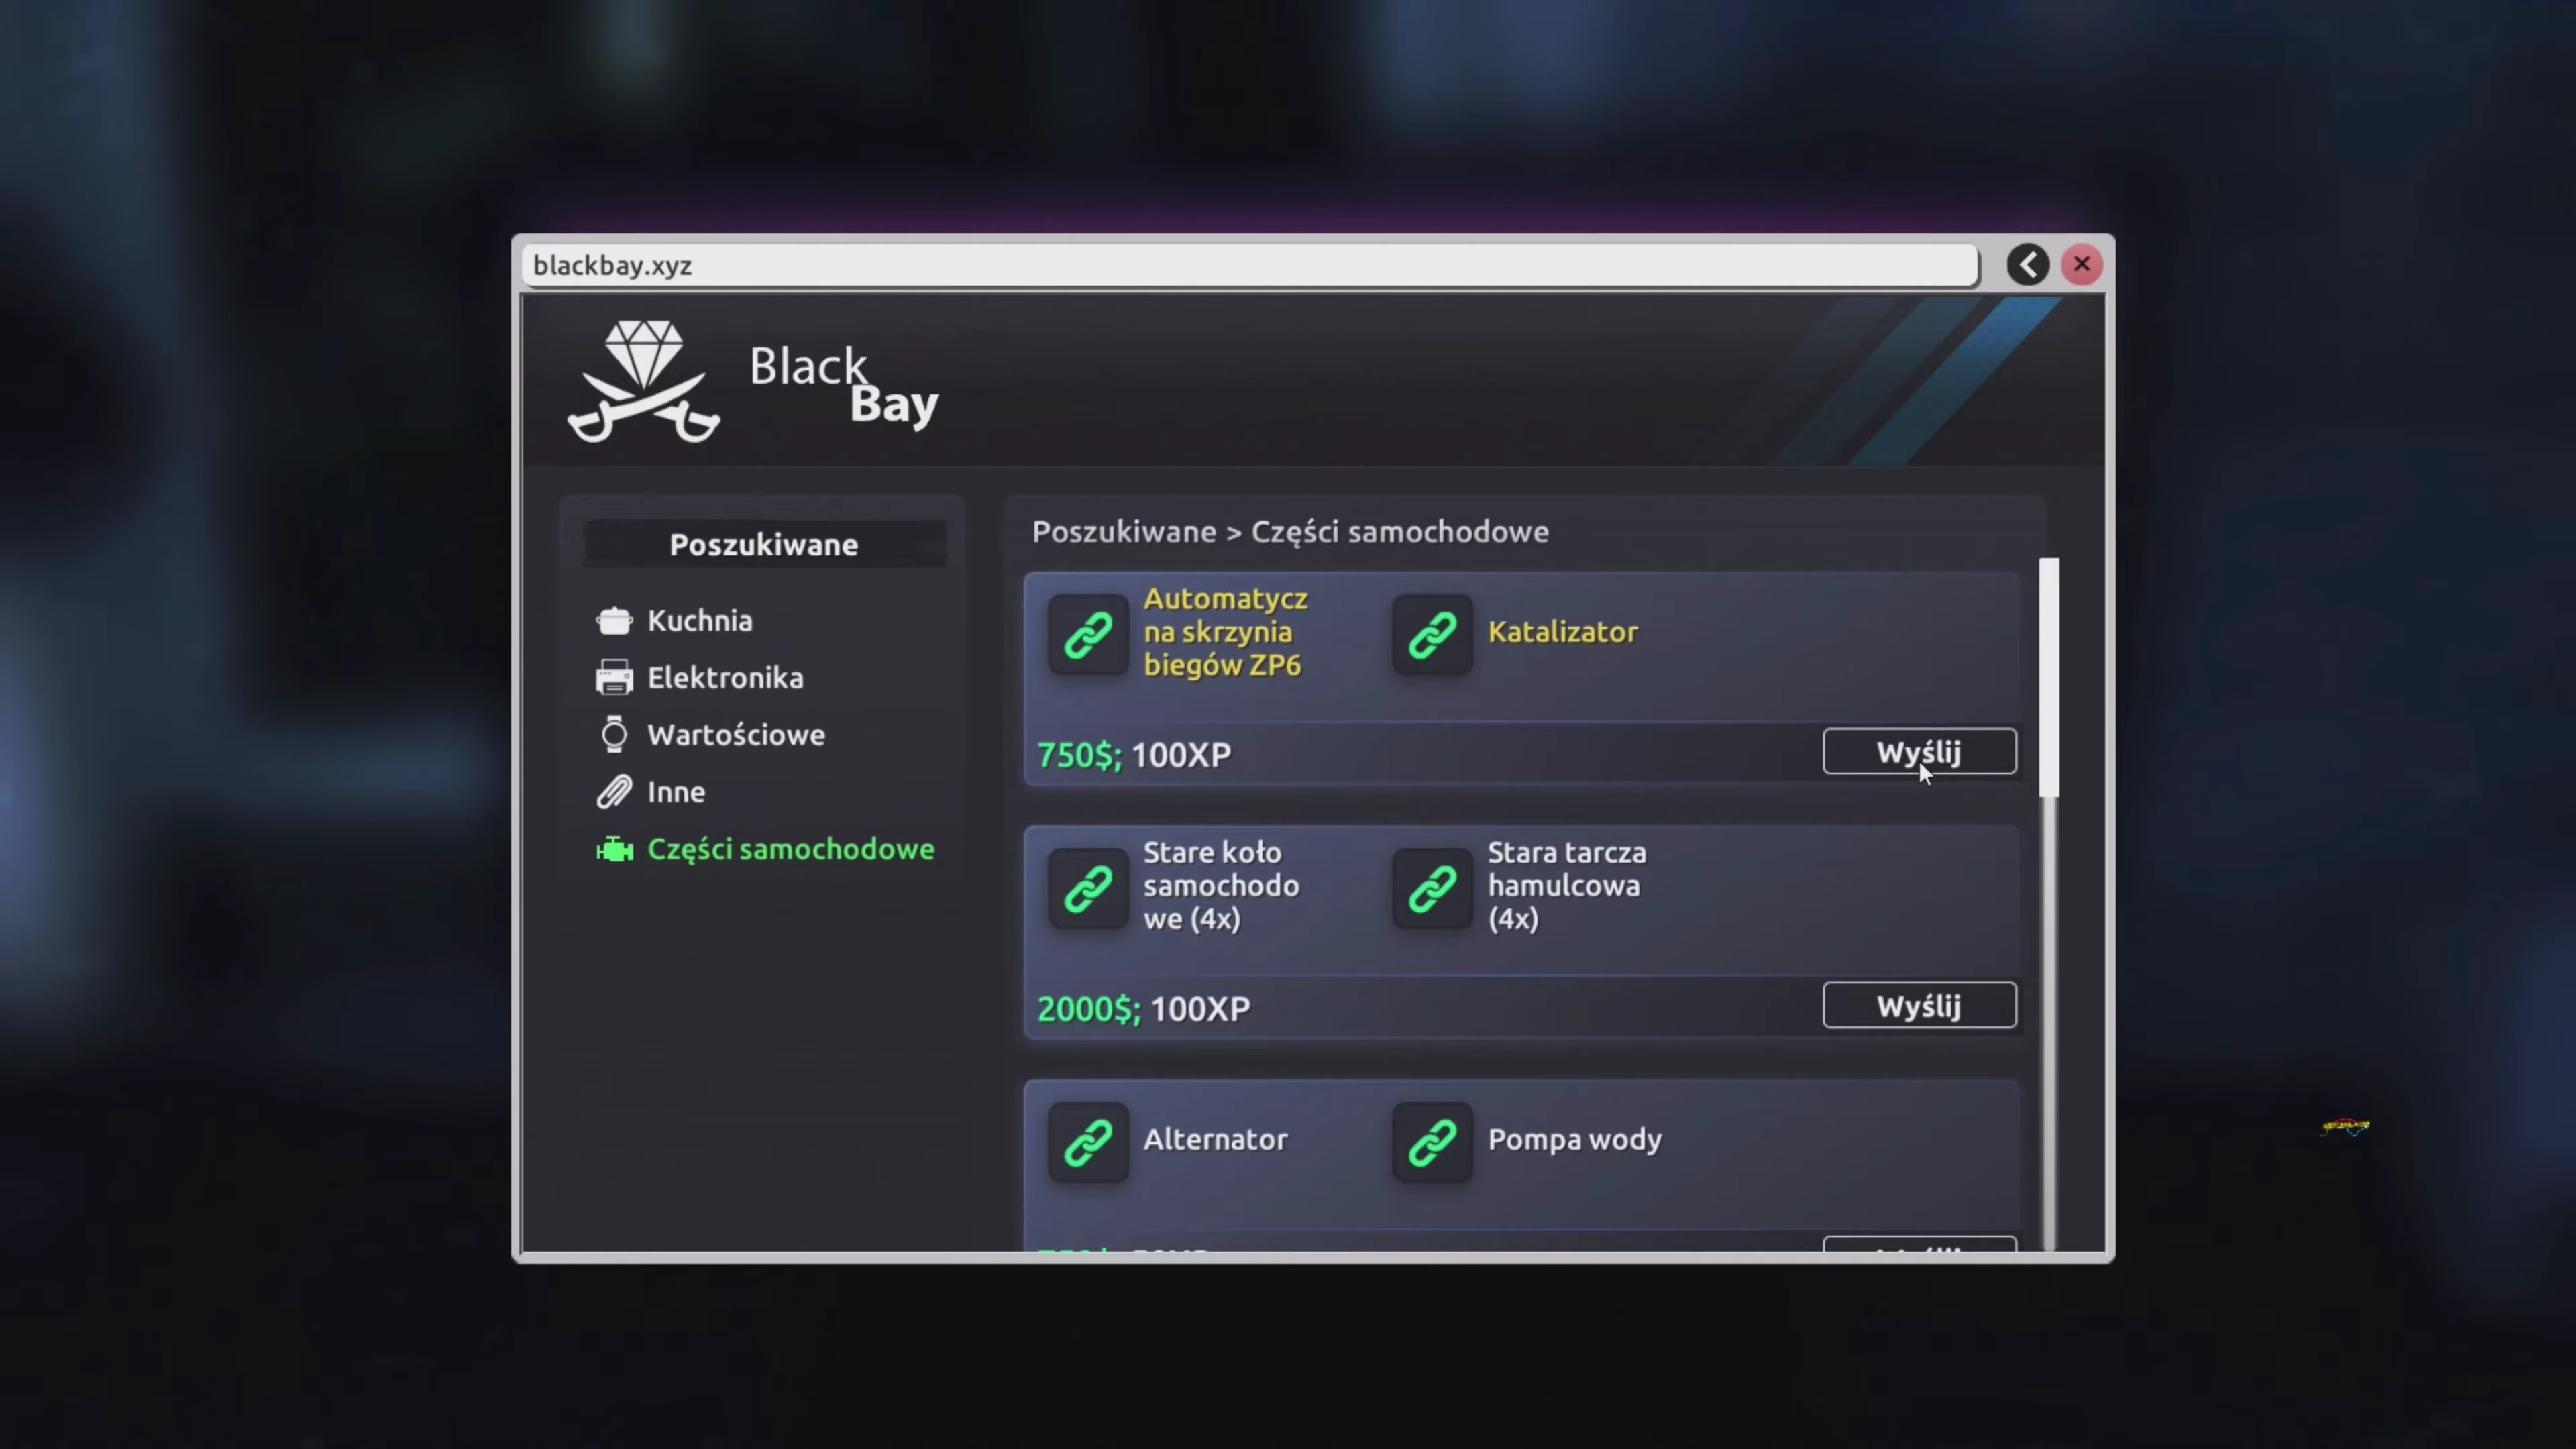 blackbay.xyz
Black
Bay
Poszukiwane
Kuchnia
Elektronika
Wartościowe
Inne
Części samochodowe
Poszukiwane > Części samochodowe
Automatycz
na skrzynia
biegów ZP6
Katalizator
750$; 100XP
Wyślij
Stare koło
samochodo
we (4x)
Stara tarcza
hamulcowa
(4x)
2000$; 100XP
Wyślij
Alternator
Pompa wody